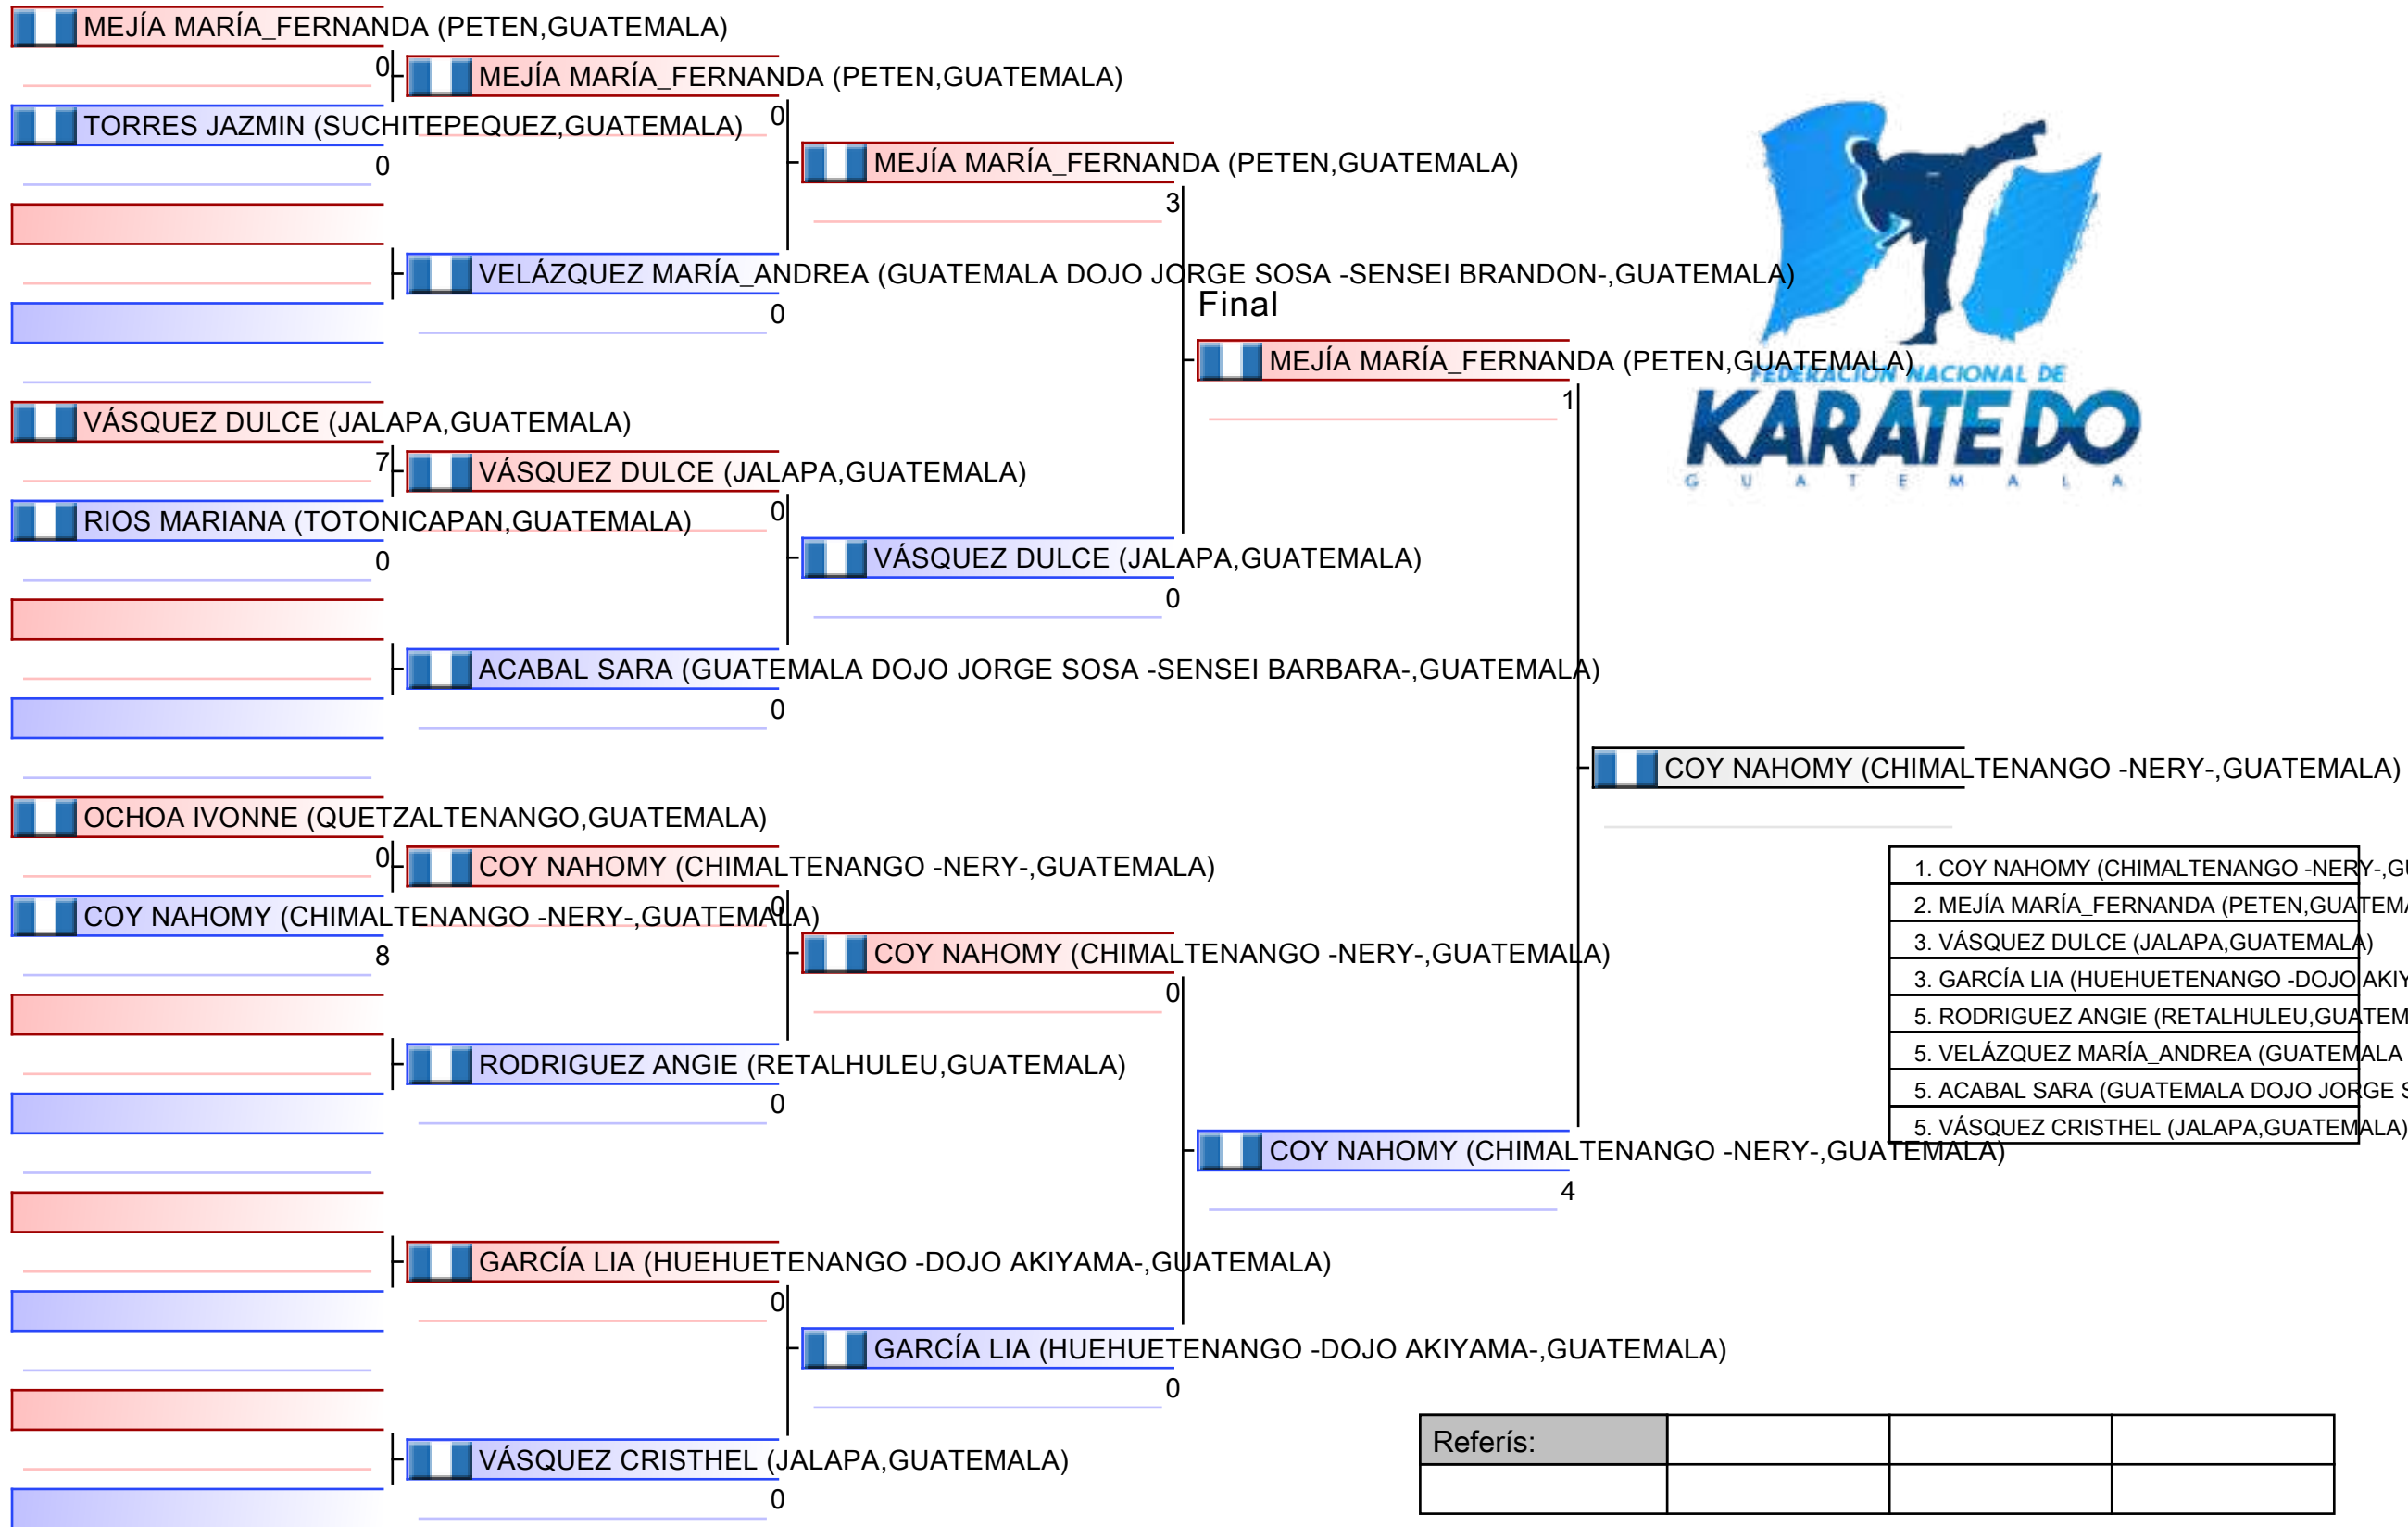 MEJÍA MARÍA_FERNANDA (PETEN,GUATEMALA)
0
TORRES JAZMIN (SUCHITEPEQUEZ,GUATEMALA)
0
VÁSQUEZ DULCE (JALAPA,GUATEMALA)
7
RIOS MARIANA (TOTONICAPAN,GUATEMALA)
0
OCHOA IVONNE (QUETZALTENANGO,GUATEMALA)
0
COY NAHOMY (CHIMALTENANGO -NERY-,GUATEMALA)
8
MEJÍA MARÍA_FERNANDA (PETEN,GUATEMALA)
0
VELÁZQUEZ MARÍA_ANDREA (GUATEMALA DOJO JORGE SOSA -SENSEI BRANDON-,GUATEMALA)
0
VÁSQUEZ DULCE (JALAPA,GUATEMALA)
0
ACABAL SARA (GUATEMALA DOJO JORGE SOSA -SENSEI BARBARA-,GUATEMALA)
0
COY NAHOMY (CHIMALTENANGO -NERY-,GUATEMALA)
0
RODRIGUEZ ANGIE (RETALHULEU,GUATEMALA)
0
GARCÍA LIA (HUEHUETENANGO -DOJO AKIYAMA-,GUATEMALA)
0
VÁSQUEZ CRISTHEL (JALAPA,GUATEMALA)
0
MEJÍA MARÍA_FERNANDA (PETEN,GUATEMALA)
3
VÁSQUEZ DULCE (JALAPA,GUATEMALA)
0
COY NAHOMY (CHIMALTENANGO -NERY-,GUATEMALA)
0
GARCÍA LIA (HUEHUETENANGO -DOJO AKIYAMA-,GUATEMALA)
0
Final
MEJÍA MARÍA_FERNANDA (PETEN,GUATEMALA)
1
COY NAHOMY (CHIMALTENANGO -NERY-,GUATEMALA)
4
COY NAHOMY (CHIMALTENANGO -NERY-,GUATEMALA)
FEDERACIÓN NACIONAL DE
KARATE DO
GUATEMALA
1. COY NAHOMY (CHIMALTENANGO -NERY-,GU
2. MEJÍA MARÍA_FERNANDA (PETEN,GUATEMA
3. VÁSQUEZ DULCE (JALAPA,GUATEMALA)
3. GARCÍA LIA (HUEHUETENANGO -DOJO AKIY
5. RODRIGUEZ ANGIE (RETALHULEU,GUATEM
5. VELÁZQUEZ MARÍA_ANDREA (GUATEMALA
5. ACABAL SARA (GUATEMALA DOJO JORGE S
5. VÁSQUEZ CRISTHEL (JALAPA,GUATEMALA)
Referís: